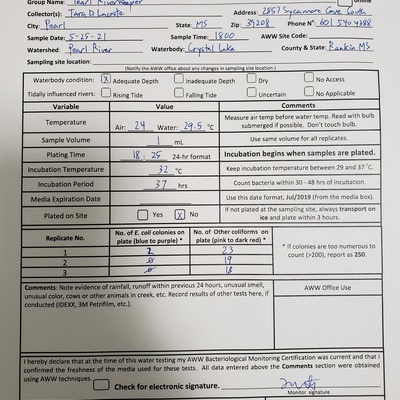 Group Name: Pearl Riverkeeper
Online
Collector(s): Tara D Lacoste Address: 2857 Sycamore Cove South
City: Pearl State: MS Zip: 39208 Phone N°: 601 540 4388
Sample Date: 5-25-21 Sample Time: 1800 AWW Site Code:
Watershed: Pearl River Waterbody: Crystal Lake County & State: Rankin MS
Sampling site location:
(Notify the AWW office about any changes in sampling site location.)
Waterbody condition: X Adequate Depth Inadequate Depth Dry No Access
Tidally influenced rivers: Rising Tide Falling Tide Uncertain No Applicable
Variable Value Comments
Temperature Air: 24 Water: 29.5 °C Measure air temp before water temp. Read with bulb submerged if possible. Don't touch bulb.
Sample Volume 1 mL Use same volume for all replicates.
Plating Time 18 : 25 24-hr format Incubation begins when samples are plated.
Incubation Temperature 32 °C Keep incubation temperature between 29 and 37 °C.
Incubation Period 37 hrs Count bacteria within 30 - 48 hrs of incubation.
Media Expiration Date Use this date format, Jul/2019 (from the media box).
Plated on Site Yes X No If not plated at the sampling site, always transport on ice and plate within 3 hours.
Replicate No. No. of E. coli colonies on plate (blue to purple) * No. of Other coliforms on plate (pink to dark red) *
1 2 23
2 0 19
3 0 18
* If colonies are too numerous to count (>200), report as 250.
Comments: Note evidence of rainfall, runoff within previous 24 hours, unusual smell,
unusual color, cows or other animals in creek, etc. Record results of other tests here, if
conducted (IDEXX, 3M Petrifilm, etc.).
AWW Office Use
I hereby declare that at the time of this water testing my AWW Bacteriological Monitoring Certification was current and that I
confirmed the freshness of the media used for these tests. All data entered above the Comments section were obtained
using AWW techniques.
Check for electronic signature.
Monitor signature